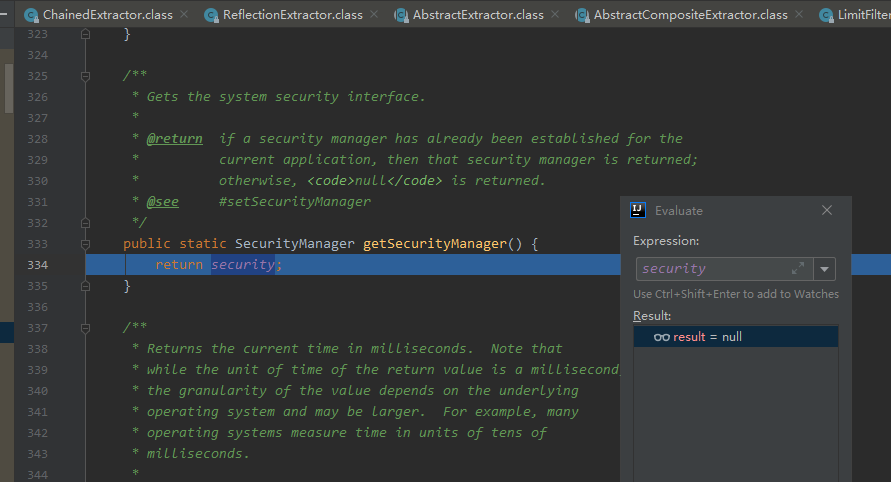 ChainedExtractor.class ReflectionExtractor.class AbstractExtractor.class AbstractCompositeExtractor.class LimitFilter
323 }
324
325 /**
326 * Gets the system security interface.
327 *
328 * @return if a security manager has already been established for the
329 * current application, then that security manager is returned;
330 * otherwise, <code>null</code> is returned.
331 * @see #setSecurityManager
332 */
333 public static SecurityManager getSecurityManager() {
334 return security;
335 }
336
337 /**
338 * Returns the current time in milliseconds. Note that
339 * while the unit of time of the return value is a millisecond,
340 * the granularity of the value depends on the underlying
341 * operating system and may be larger. For example, many
342 * operating systems measure time in units of tens of
343 * milliseconds.
344 *
IJ Evaluate
Expression:
security
Use Ctrl+Shift+Enter to add to Watches
Result:
result = null